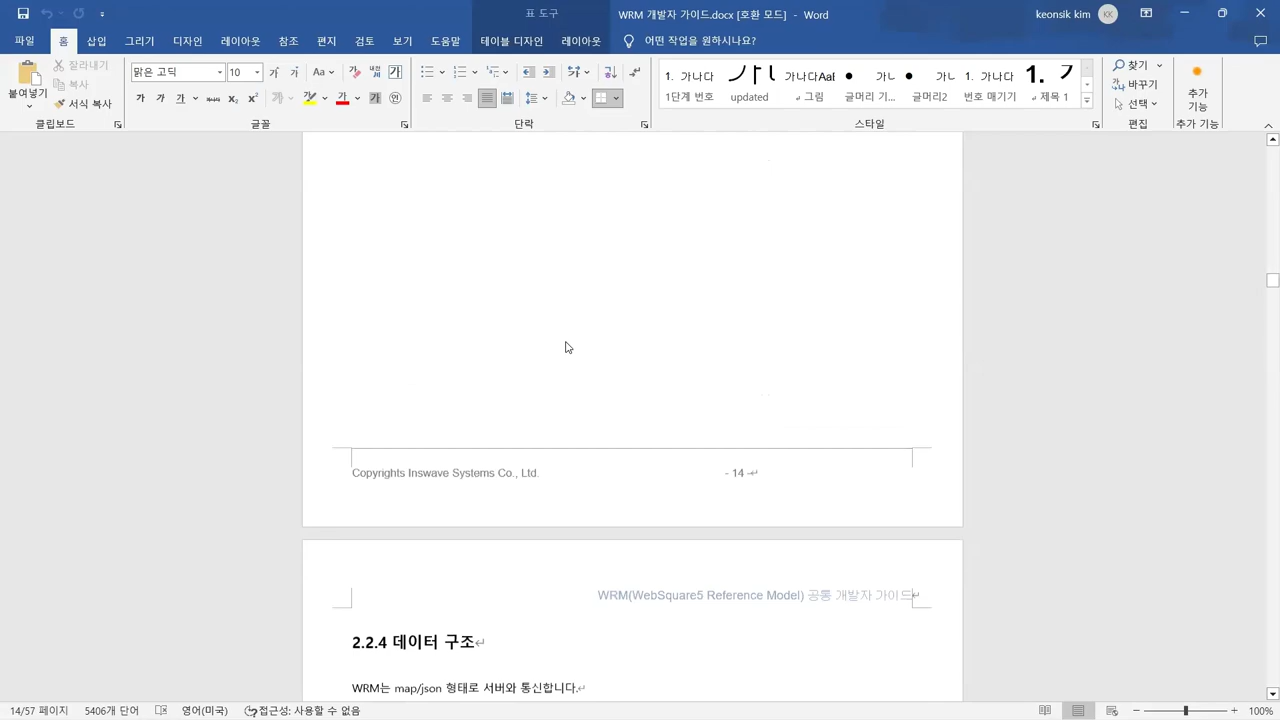 표 도구
WRM 개발자 가이드.docx [호환 모드] - Word
keonsik kim
KK
파일 홈 삽입 그리기 디자인 레이아웃 참조 편지 검토 보기 도움말 테이블 디자인 레이아웃 어떤 작업을 원하시나요?
붙여넣기
잘라내기
복사
서식 복사
클립보드
맑은 고딕 10
글꼴
단락
1. 가나다
1단계 번호
updated
가나다AaB
그림
글머리 기...
글머리2
1. 가나다
번호 매기기
1.
제목 1
스타일
찾기
바꾸기
선택
편집
추가
기능
추가 기능
Copyrights Inswave Systems Co., Ltd. - 14 -
WRM(WebSquare5 Reference Model) 공통 개발자 가이드
2.2.4 데이터 구조
WRM는 map/json 형태로 서버와 통신합니다.
14/57 페이지 5406개 단어 영어(미국) 접근성: 사용할 수 없음 100%